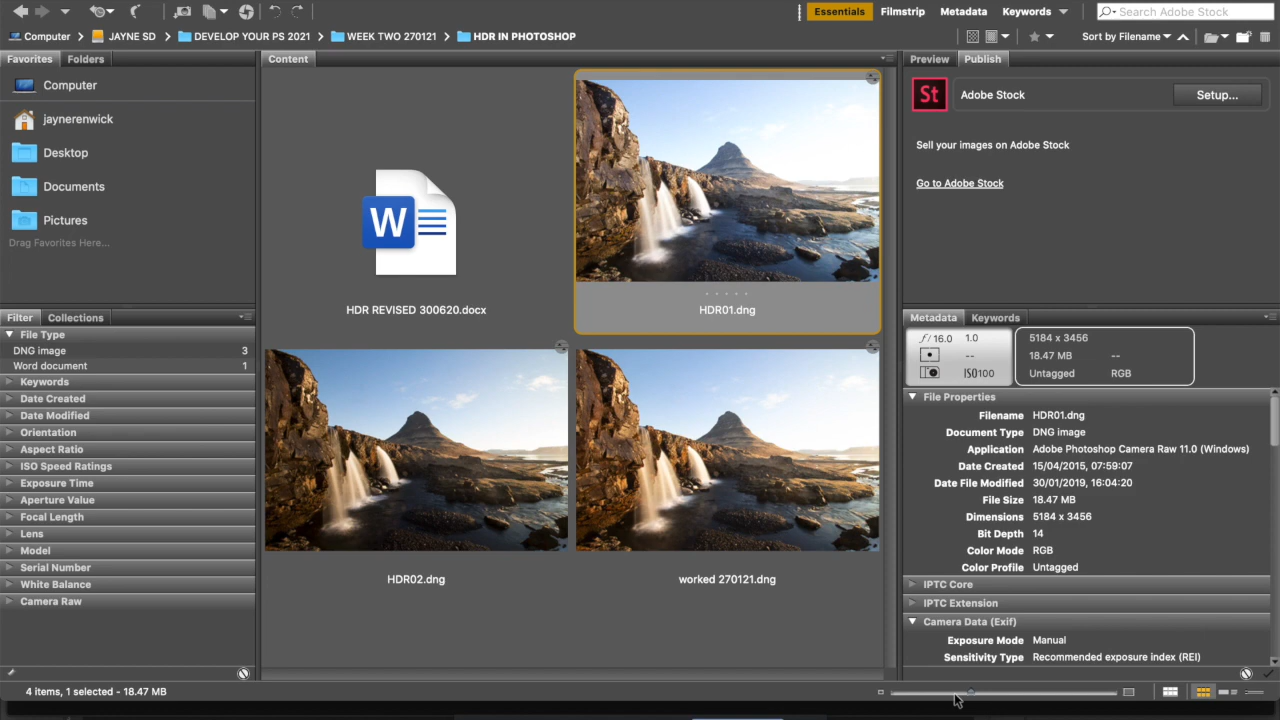 Essentials
Filmstrip
Metadata
Keywords
Search Adobe Stock
Computer
JAYNE SD
DEVELOP YOUR PS 2021
WEEK TWO 270121
HDR IN PHOTOSHOP
Sort by Filename
Favorites
Folders
Computer
jaynerenwick
Desktop
Documents
Pictures
Drag Favorites Here...
Filter
Collections
File Type
DNG image 3
Word document 1
Keywords
Date Created
Date Modified
Orientation
Aspect Ratio
ISO Speed Ratings
Exposure Time
Aperture Value
Focal Length
Lens
Model
Serial Number
White Balance
Camera Raw
Content
W
HDR REVISED 300620.docx
HDR01.dng
HDR02.dng
worked 270121.dng
Preview
Publish
St
Adobe Stock
Setup...
Sell your images on Adobe Stock
Go to Adobe Stock
Metadata
Keywords
f/ 16.0 1.0
--
ISO100
5184 x 3456
18.47 MB --
Untagged RGB
File Properties
Filename HDR01.dng
Document Type DNG image
Application Adobe Photoshop Camera Raw 11.0 (Windows)
Date Created 15/04/2015, 07:59:07
Date File Modified 30/01/2019, 16:04:20
File Size 18.47 MB
Dimensions 5184 x 3456
Bit Depth 14
Color Mode RGB
Color Profile Untagged
IPTC Core
IPTC Extension
Camera Data (Exif)
Exposure Mode Manual
Sensitivity Type Recommended exposure index (REI)
4 items, 1 selected - 18.47 MB